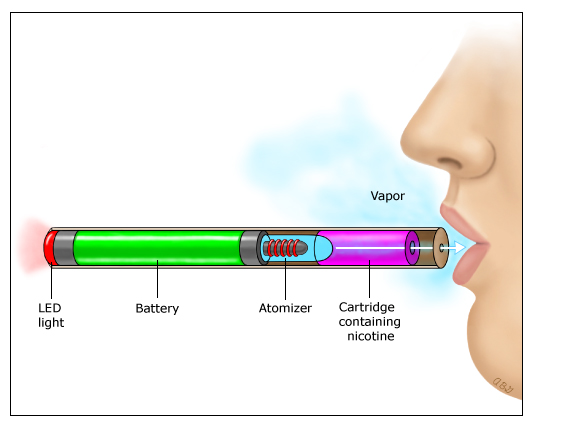 Vapor
LED
light
Battery
Atomizer
Cartridge
containing
nicotine